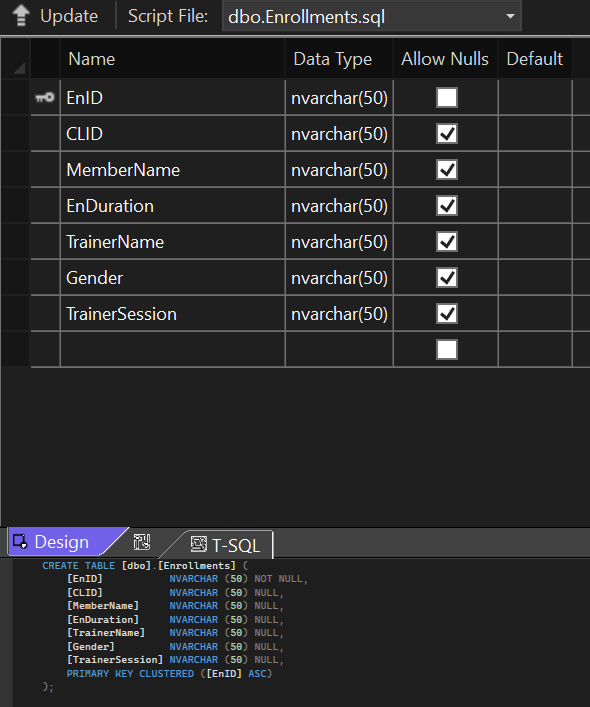 Update Script File: dbo.Enrollments.sql
Name Data Type Allow Nulls Default
EnID nvarchar(50)
CLID nvarchar(50)
MemberName nvarchar(50)
EnDuration nvarchar(50)
TrainerName nvarchar(50)
Gender nvarchar(50)
TrainerSession nvarchar(50)
Design T-SQL
CREATE TABLE [dbo].[Enrollments] (
[EnID] NVARCHAR (50) NOT NULL,
[CLID] NVARCHAR (50) NULL,
[MemberName] NVARCHAR (50) NULL,
[EnDuration] NVARCHAR (50) NULL,
[TrainerName] NVARCHAR (50) NULL,
[Gender] NVARCHAR (50) NULL,
[TrainerSession] NVARCHAR (50) NULL,
PRIMARY KEY CLUSTERED ([EnID] ASC)
);